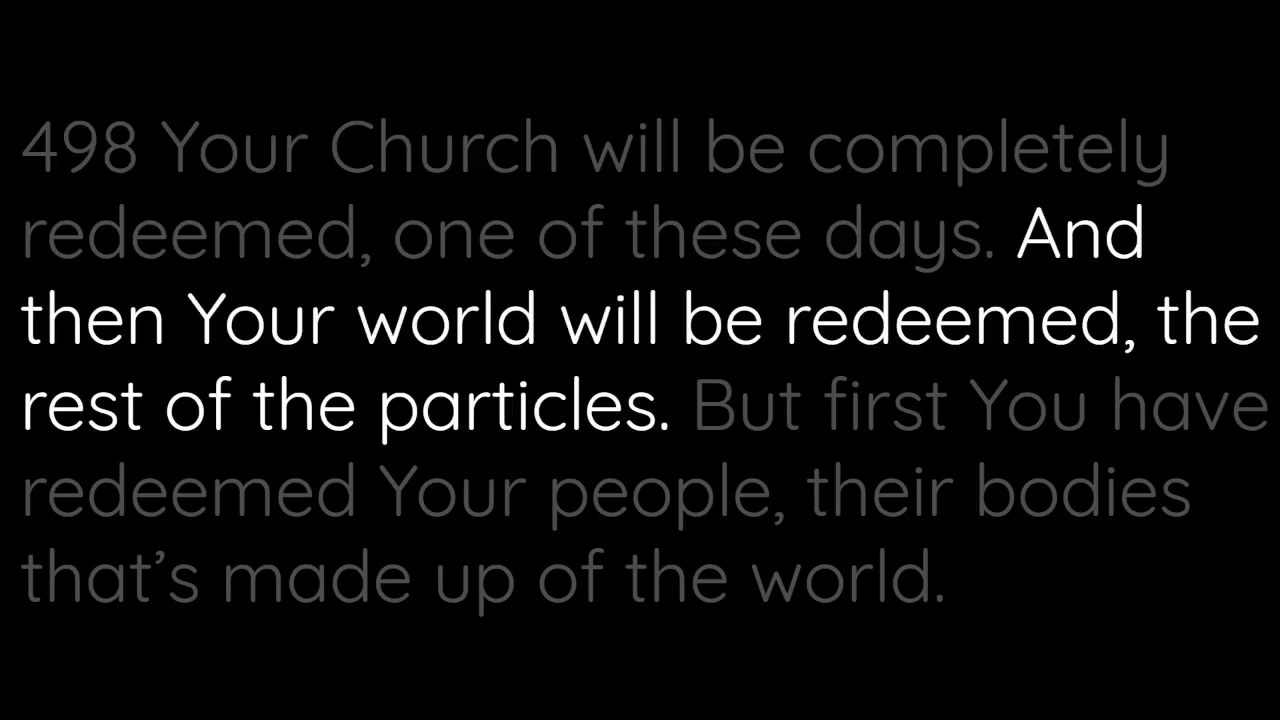 498 Your Church will be completely
redeemed, one of these days. And
then Your world will be redeemed, the
rest of the particles. But first You have
redeemed Your people, their bodies
that’s made up of the world.